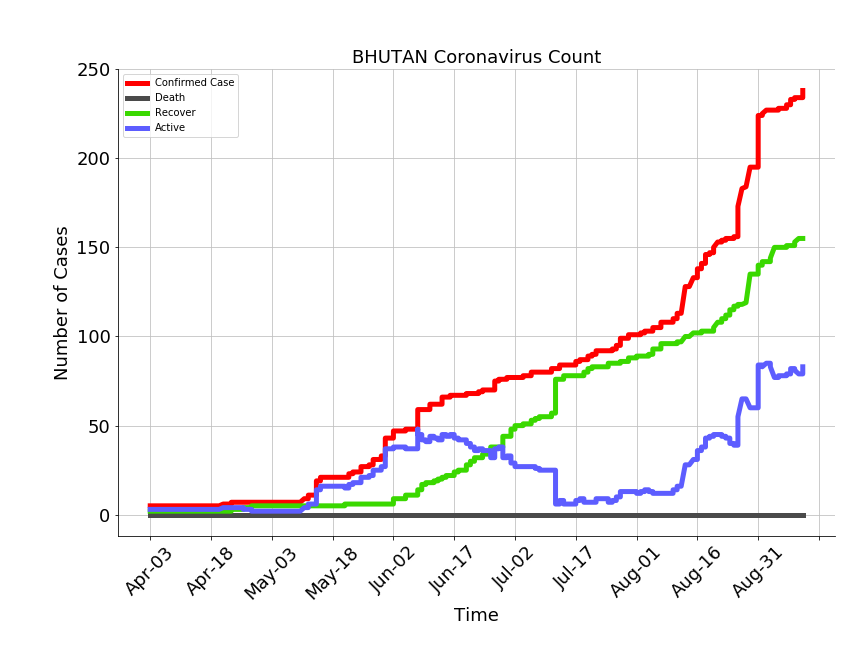 BHUTAN Coronavirus Count
Confirmed Case
Death
Recover
Active
250
200
150
100
50
0
Number of Cases
Apr-03
Apr-18
May-03
May-18
Jun-02
Jun-17
Jul-02
Jul-17
Aug-01
Aug-16
Aug-31
Time